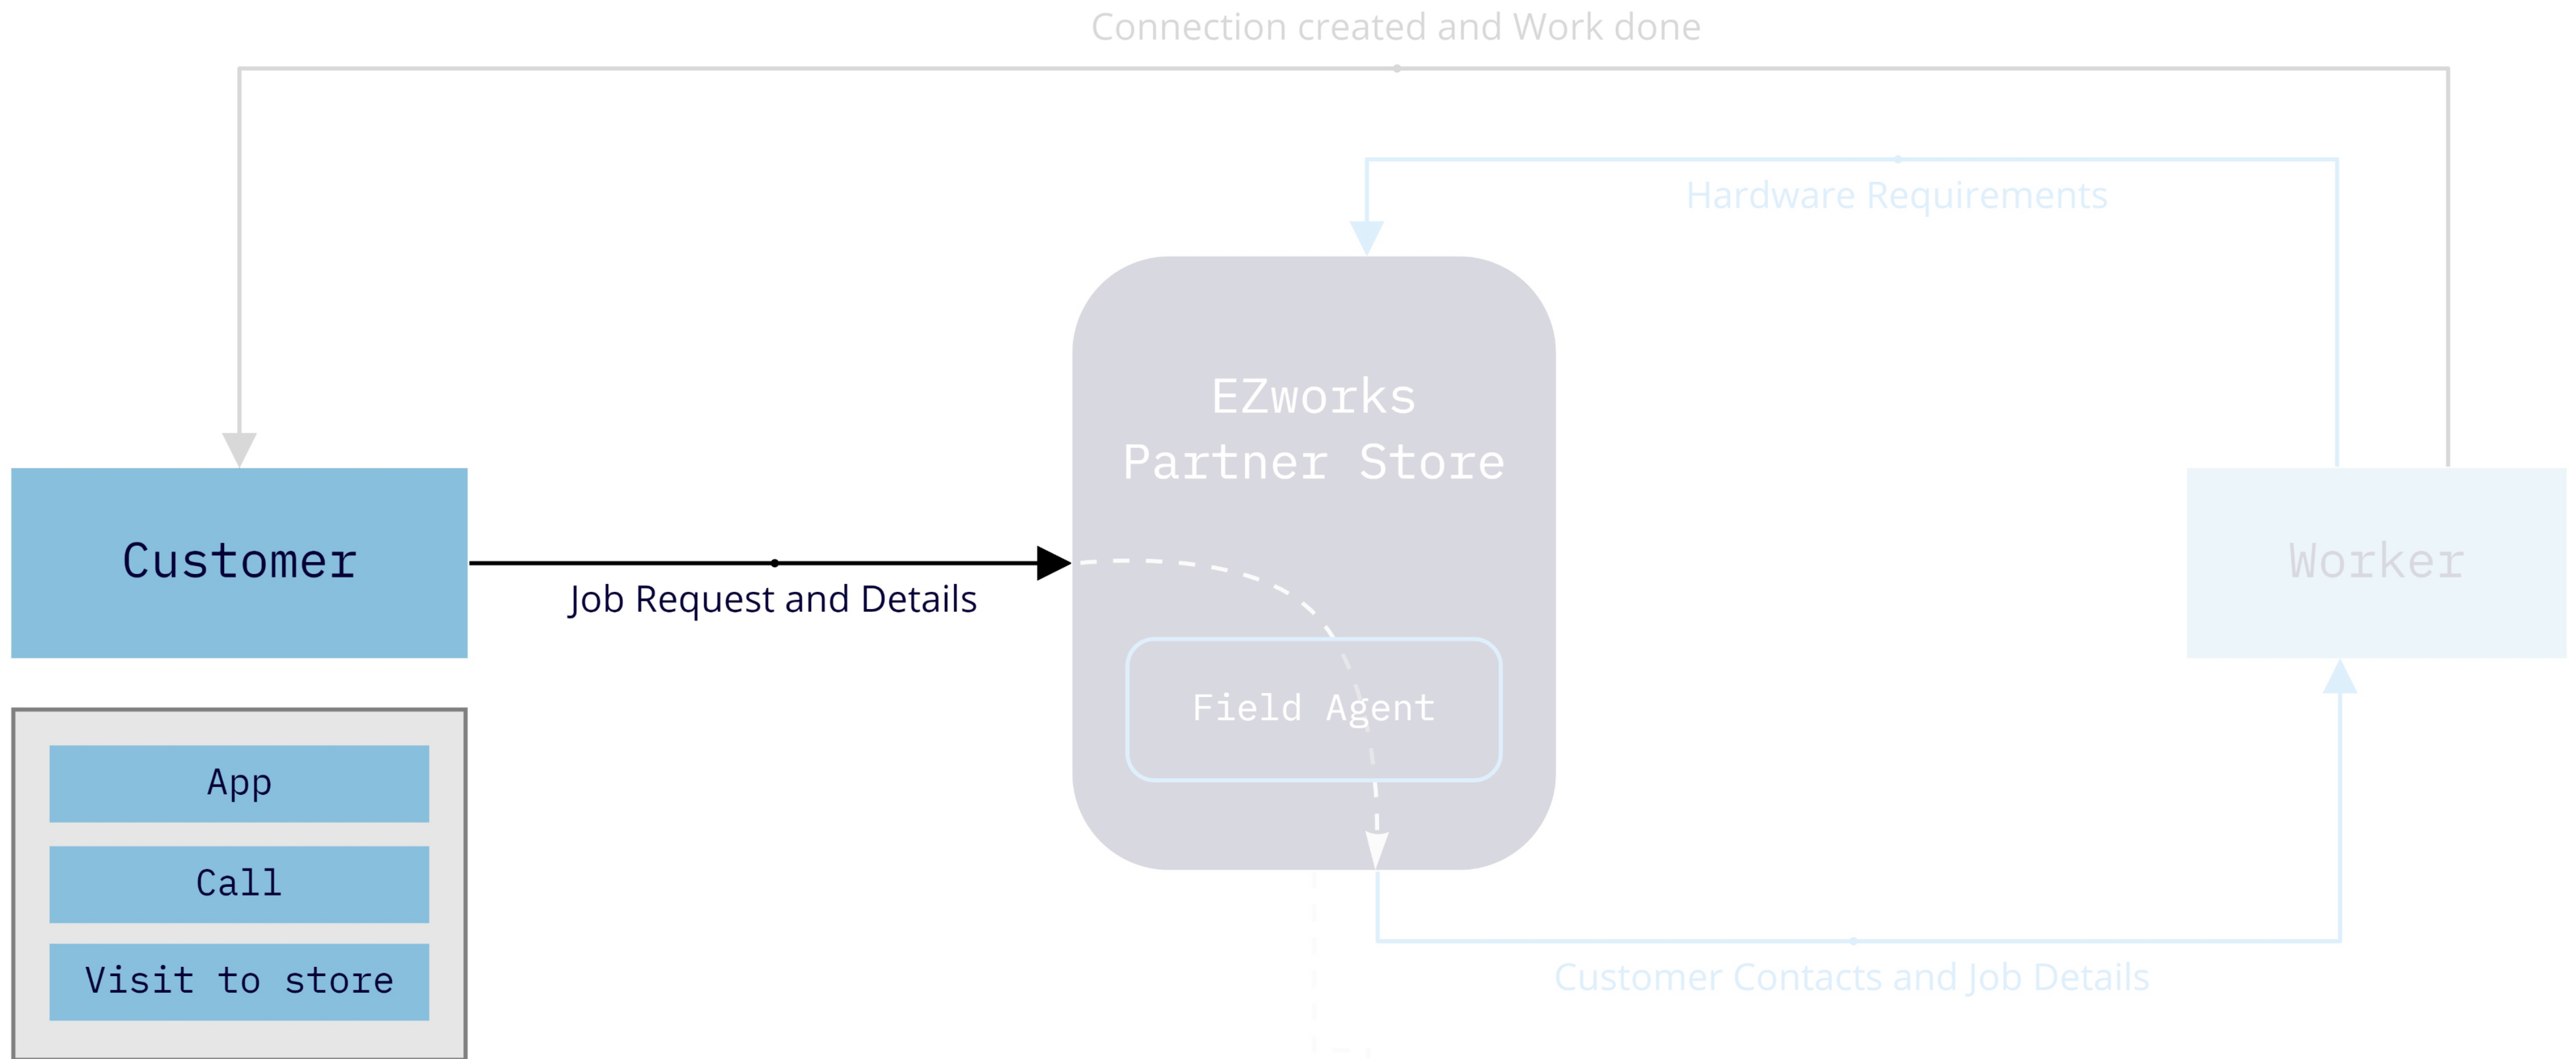 Connection created and Work done
Hardware Requirements
EZworks
Partner Store
Customer
Job Request and Details
Worker
Field Agent
App
Call
Visit to store
Customer Contacts and Job Details